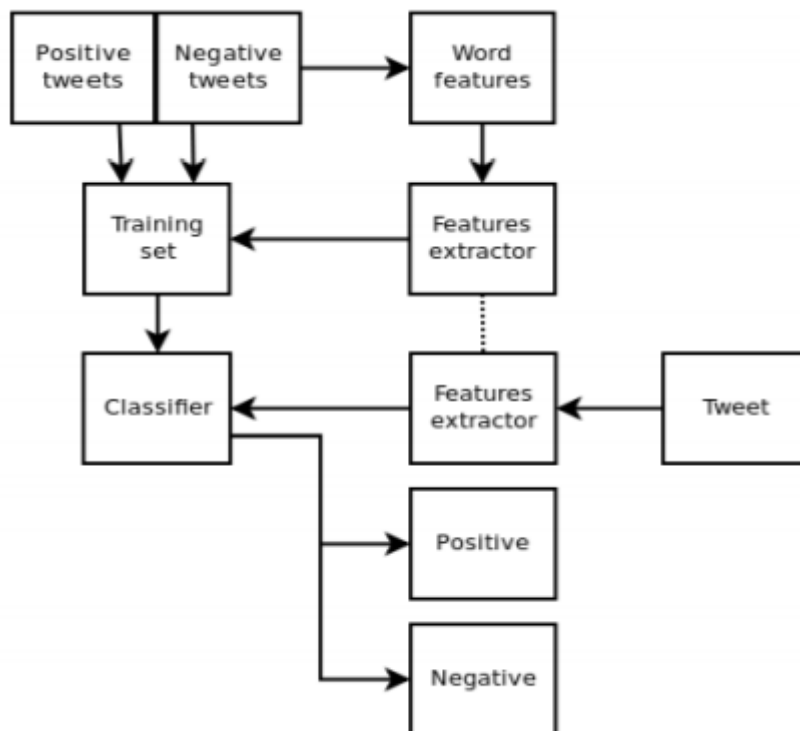 Positive
tweets
Negative
tweets
Word
features
Training
set
Features
extractor
Classifier
Features
extractor
Tweet
Positive
Negative